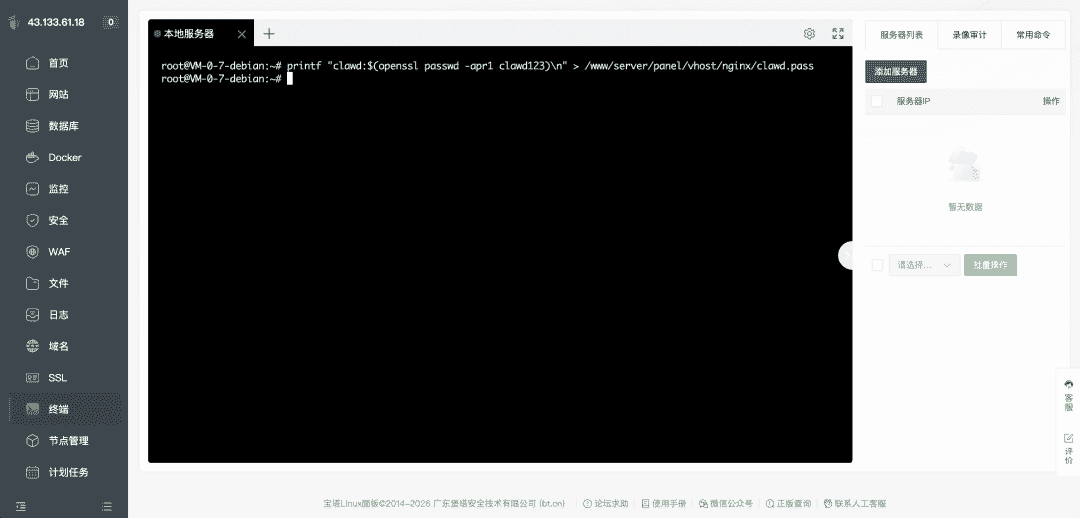 43.133.61.18
0
首页
网站
数据库
Docker
监控
安全
WAF
文件
日志
域名
SSL
终端
节点管理
计划任务
本地服务器
root@VM-0-7-debian:~# printf "clawd:$(openssl passwd -apr1 clawd123)\n" > /www/server/panel/vhost/nginx/clawd.pass
root@VM-0-7-debian:~#
服务器列表 录像审计 常用命令
添加服务器
服务器IP 操作
暂无数据
请选择... 批量操作
客服
评价
宝塔Linux面板©2014-2026 广东堡塔安全技术有限公司 (bt.cn) 论坛求助 使用手册 微信公众号 正版查询 联系人工客服